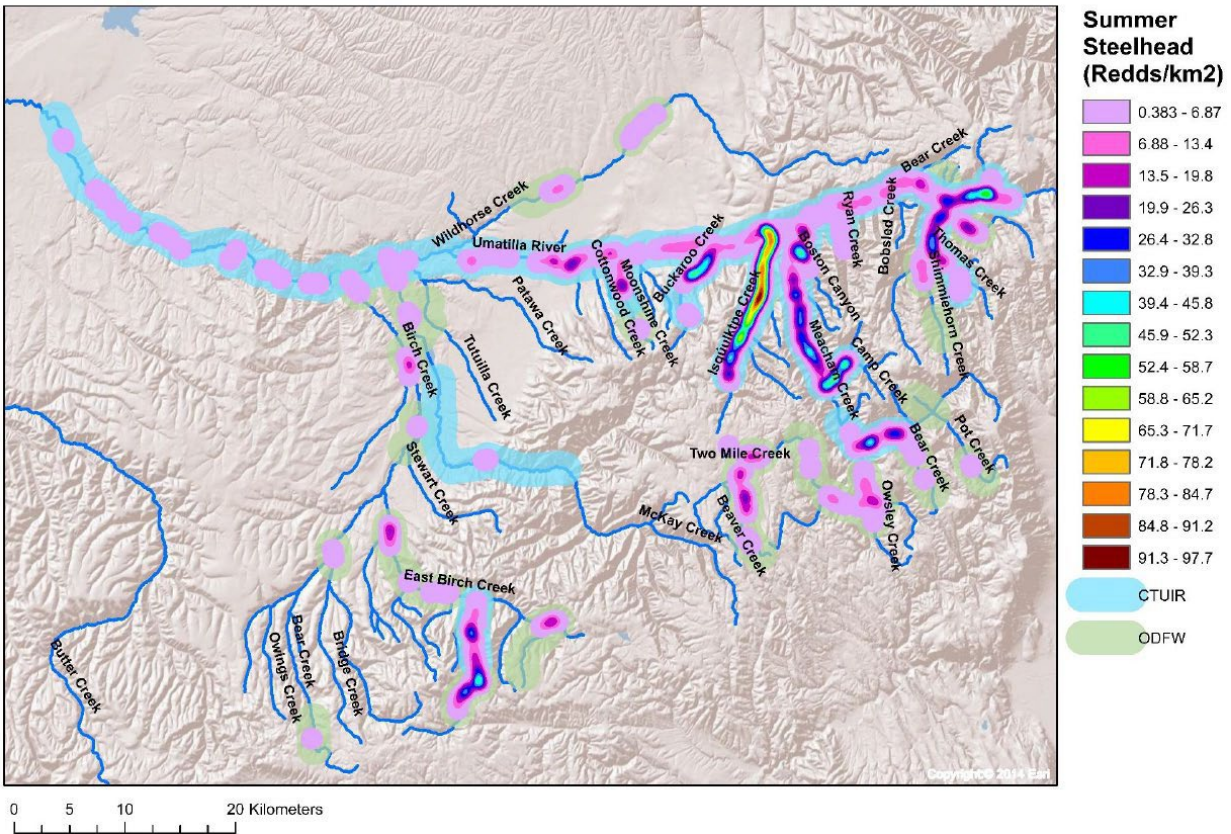 Summer
Steelhead
(Redds/km2)
0.383 - 6.87
6.88 - 13.4
13.5 - 19.8
19.9 - 26.3
26.4 - 32.8
32.9 - 39.3
39.4 - 45.8
45.9 - 52.3
52.4 - 58.7
58.8 - 65.2
65.3 - 71.7
71.8 - 78.2
78.3 - 84.7
84.8 - 91.2
91.3 - 97.7
CTUIR
ODFW
Bear Creek
Wildhorse Creek
Umatilla River
Cottonwood Creek
Moonshine Creek
Buckaroo Creek
Isquulktpe Creek
Boston Canyon
Ryan Creek
Bosled Creek
Thomas Creek
Shimmiehorn Creek
Patawa Creek
Tutuilla Creek
Birch Creek
Meacham Creek
Camp Creek
Pot Creek
Bear Creek
Two Mile Creek
Owsley Creek
Beaver Creek
McKay Creek
Stewart Creek
East Birch Creek
Bridge Creek
Bear Creek
Owings Creek
Butter Creek
Copyright:© 2014 Esri
0 5 10 20 Kilometers